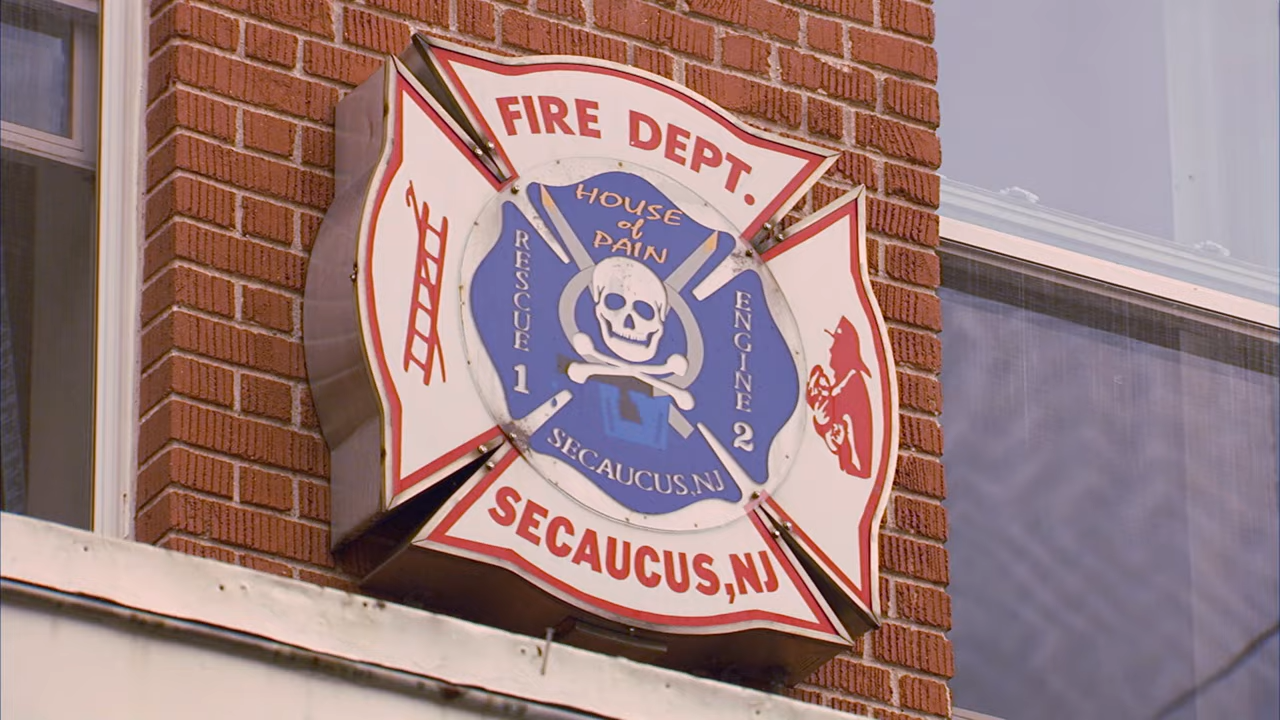 FIRE DEPT.
HOUSE
of
PAIN
RESCUE 1
ENGINE 2
SECAUCUS, NJ
SECAUCUS, NJ